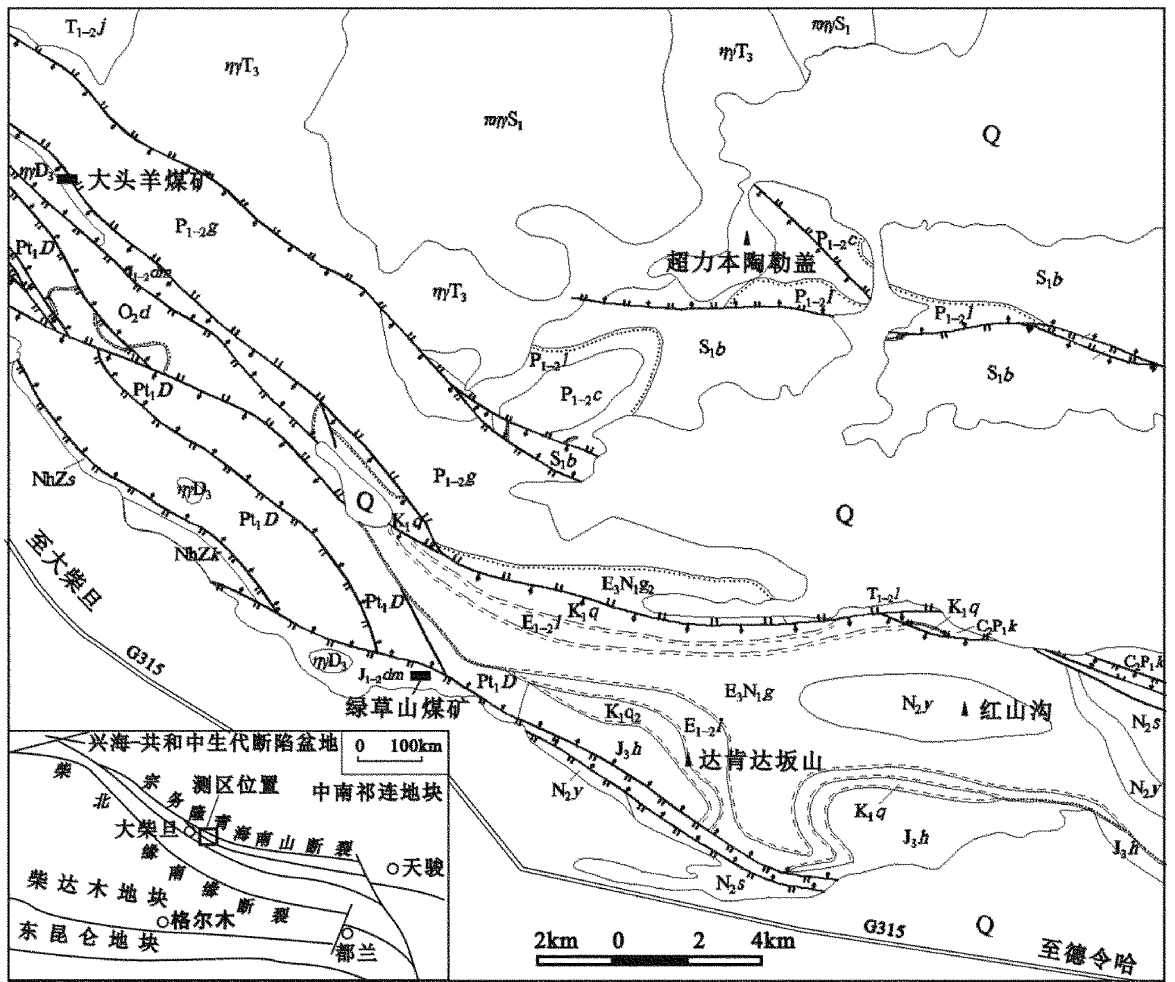 T₁₋₂j
ηγT₃
πηγS₁
ηγT₃
πηγS₁
Q
ηγD₃
大头羊煤矿
P₁₋₂g
Pt₁D
J₁₋₂dm
O₂d
ηγT₃
超力本陶勒盖
P₁₋₂c
P₁₋₂j
S₁b
P₁₋₂j
S₁b
S₁b
P₁₋₂j
P₁₋₂c
S₁b
Pt₁D
NhZs
ηγD₃
Pt₁D
P₁₋₂g
Q
K₁q
Q
NhZk
至大柴旦
G315
Pt₁D
E₃N₁g₂
K₁q
E₁₋₂l
T₁₋₂l
K₁q
C₂P₁k
C₂P₁k
ηγD₃
J₁₋₂dm
绿草山煤矿
Pt₁D
K₁q₂
E₁₋₂l
E₃N₁g
N₂y
红山沟
N₂s
J₃h
达肯达坂山
N₂y
N₂y
K₁q
J₃h
J₃h
N₂s
Q
G315
至德令哈
2km 0 2 4km
兴海-共和中生代断陷盆地
0 100km
测区位置
中南祁连地块
宗务隆青海南山断裂
柴北缘南缘断裂
大柴旦
天骏
柴达木地块
格尔木
东昆仑地块
都兰